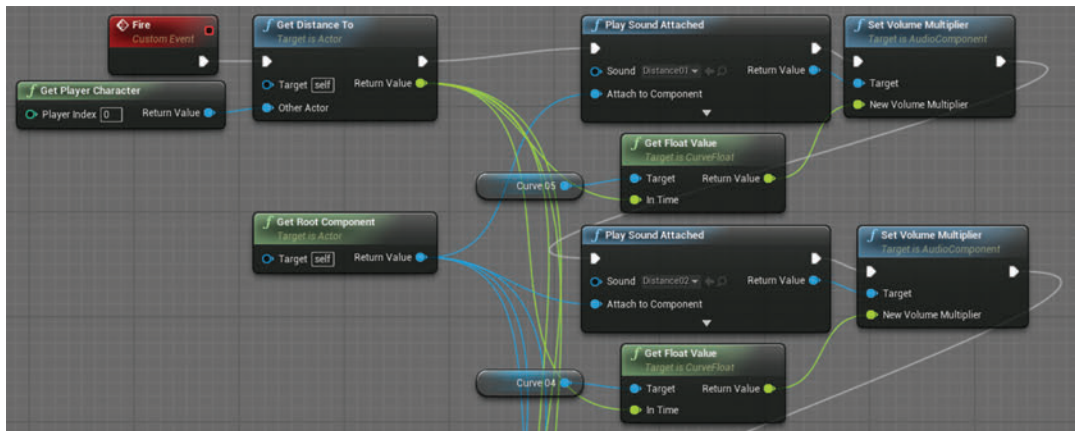 Fire
Custom Event
Get Player Character
Player Index 0 Return Value
Get Distance To
Target is Actor
Target self Return Value
Other Actor
Play Sound Attached
Sound Distance01 Return Value
Attach to Component
Set Volume Multiplier
Target is AudioComponent
Target
New Volume Multiplier
Curve 05
Get Float Value
Target is CurveFloat
Target Return Value
In Time
Get Root Component
Target is Actor
Target self Return Value
Play Sound Attached
Sound Distance02 Return Value
Attach to Component
Set Volume Multiplier
Target is AudioComponent
Target
New Volume Multiplier
Curve 04
Get Float Value
Target is CurveFloat
Target Return Value
In Time